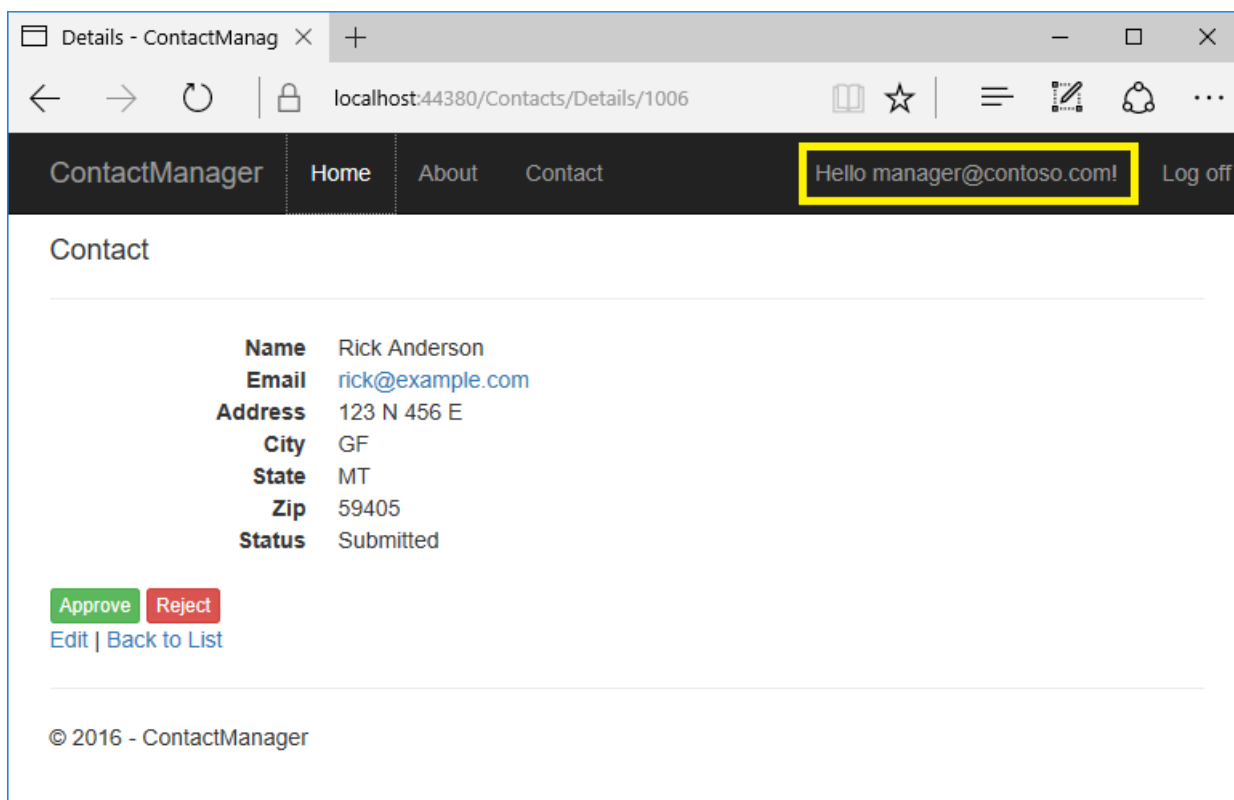 Details - ContactManag
localhost:44380/Contacts/Details/1006
ContactManager Home About Contact Hello manager@contoso.com! Log off
Contact
Name Rick Anderson
Email rick@example.com
Address 123 N 456 E
City GF
State MT
Zip 59405
Status Submitted
Approve Reject
Edit | Back to List
© 2016 - ContactManager